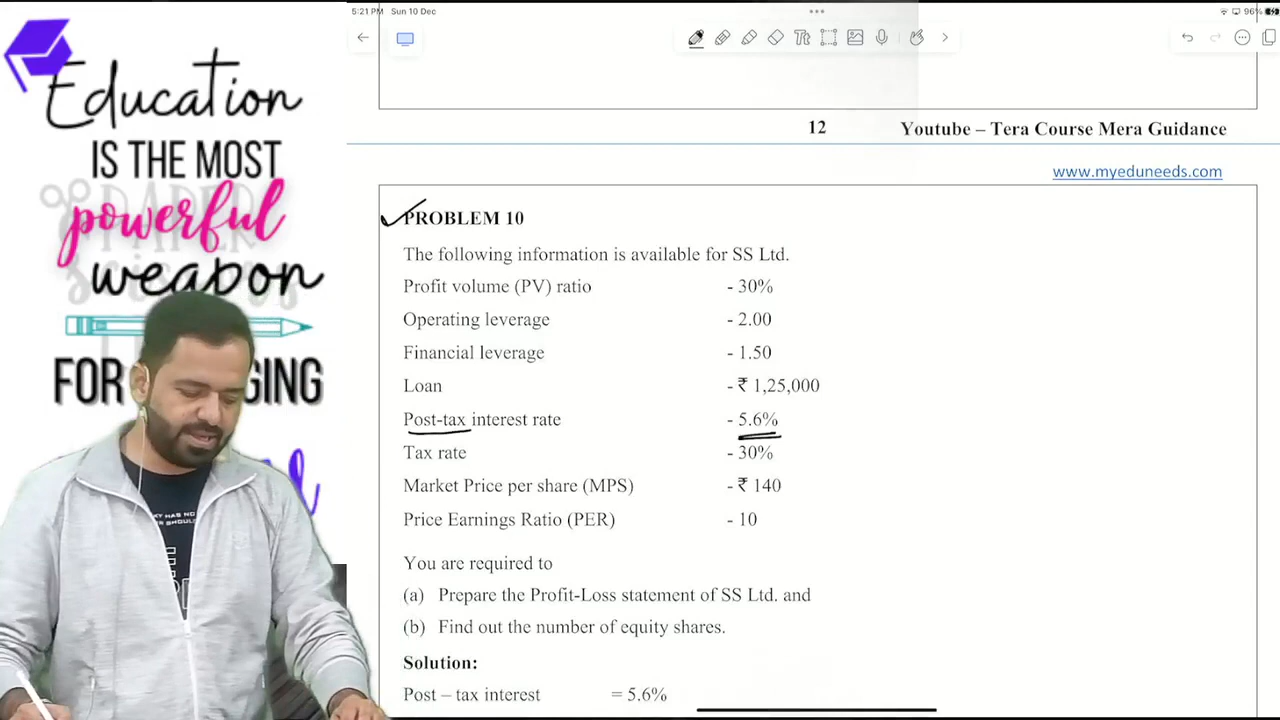 5:21 PM Sun 10 Dec
96%
Education
IS THE MOST
powerful
weapon
FOR
12 Youtube – Tera Course Mera Guidance
www.myeduneeds.com
PROBLEM 10
The following information is available for SS Ltd.
Profit volume (PV) ratio - 30%
Operating leverage - 2.00
Financial leverage - 1.50
Loan - ₹ 1,25,000
Post-tax interest rate - 5.6%
Tax rate - 30%
Market Price per share (MPS) - ₹ 140
Price Earnings Ratio (PER) - 10
You are required to
(a) Prepare the Profit-Loss statement of SS Ltd. and
(b) Find out the number of equity shares.
Solution:
Post – tax interest = 5.6%